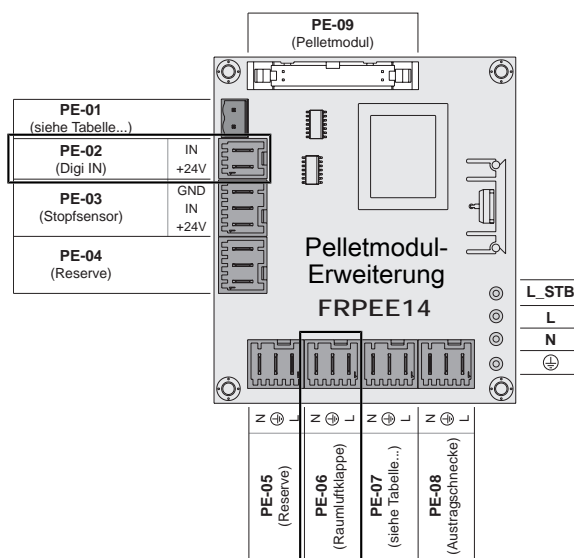 PE-09
(Pelletmodul)
PE-01
(siehe Tabelle...)
PE-02
(Digi IN)
IN
+24V
PE-03
(Stopfsensor)
GND
IN
+24V
PE-04
(Reserve)
Pelletmodul-
Erweiterung
FRPEE14
L_STB
L
N
N L
N L
N L
N L
PE-05
(Reserve)
PE-06
(Raumluftklappe)
PE-07
(siehe Tabelle...)
PE-08
(Austragschnecke)